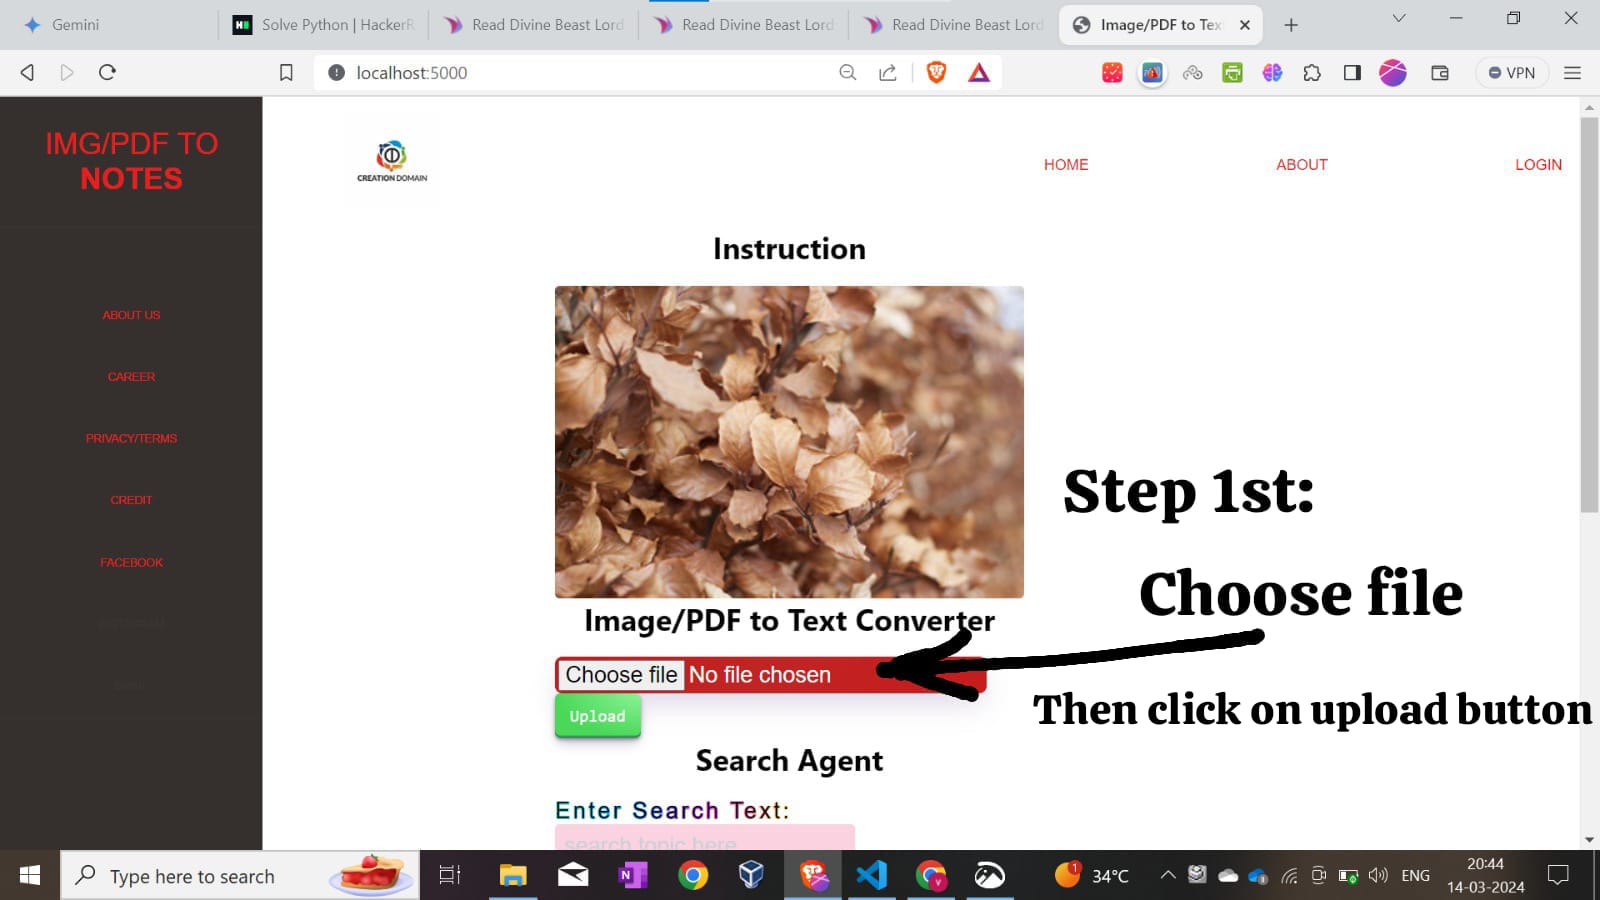 Gemini
Solve Python | HackerR
Read Divine Beast Lord
Read Divine Beast Lord
Read Divine Beast Lord
Image/PDF to Tex
localhost:5000
VPN
IMG/PDF TO
NOTES
CREATION DOMAIN
HOME
ABOUT
LOGIN
Instruction
ABOUT US
CAREER
PRIVACY/TERMS
CREDIT
FACEBOOK
Step 1st:
Choose file
Image/PDF to Text Converter
Choose file No file chosen
Then click on upload button
Upload
Search Agent
Enter Search Text:
search topic here
Type here to search
1
34°C
ENG
20:44
14-03-2024